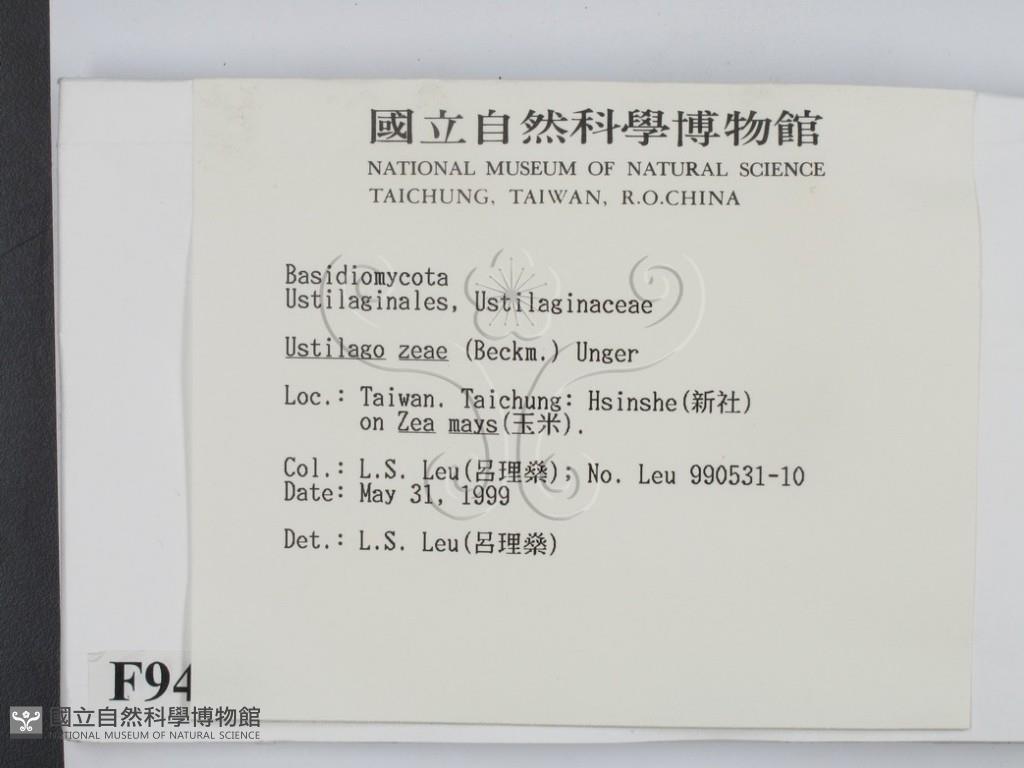 國立自然科學博物館
NATIONAL MUSEUM OF NATURAL SCIENCE
TAICHUNG, TAIWAN, R.O.CHINA
Basidiomycota
Ustilaginales, Ustilaginaceae
Ustilago zeae (Beckm.) Unger
Loc.: Taiwan. Taichung: Hsinshe(新社)
on Zea mays(玉米).
Col.: L.S. Leu(呂理燊); No. Leu 990531-10
Date: May 31, 1999
Det.: L.S. Leu(呂理燊)
F94
國立自然科學博物館
NATIONAL MUSEUM OF NATURAL SCIENCE